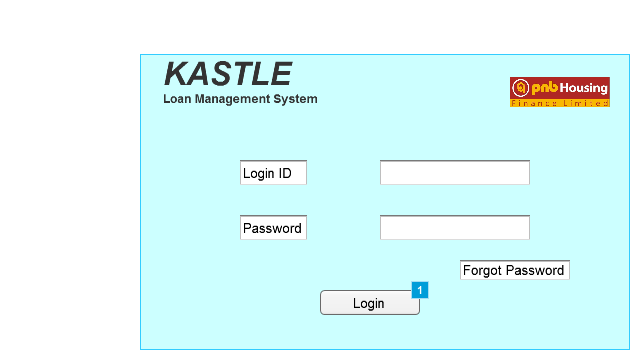 KASTLE
Loan Management System
pnb Housing
Finance Limited
Login ID
Password
Forgot Password
1
Login